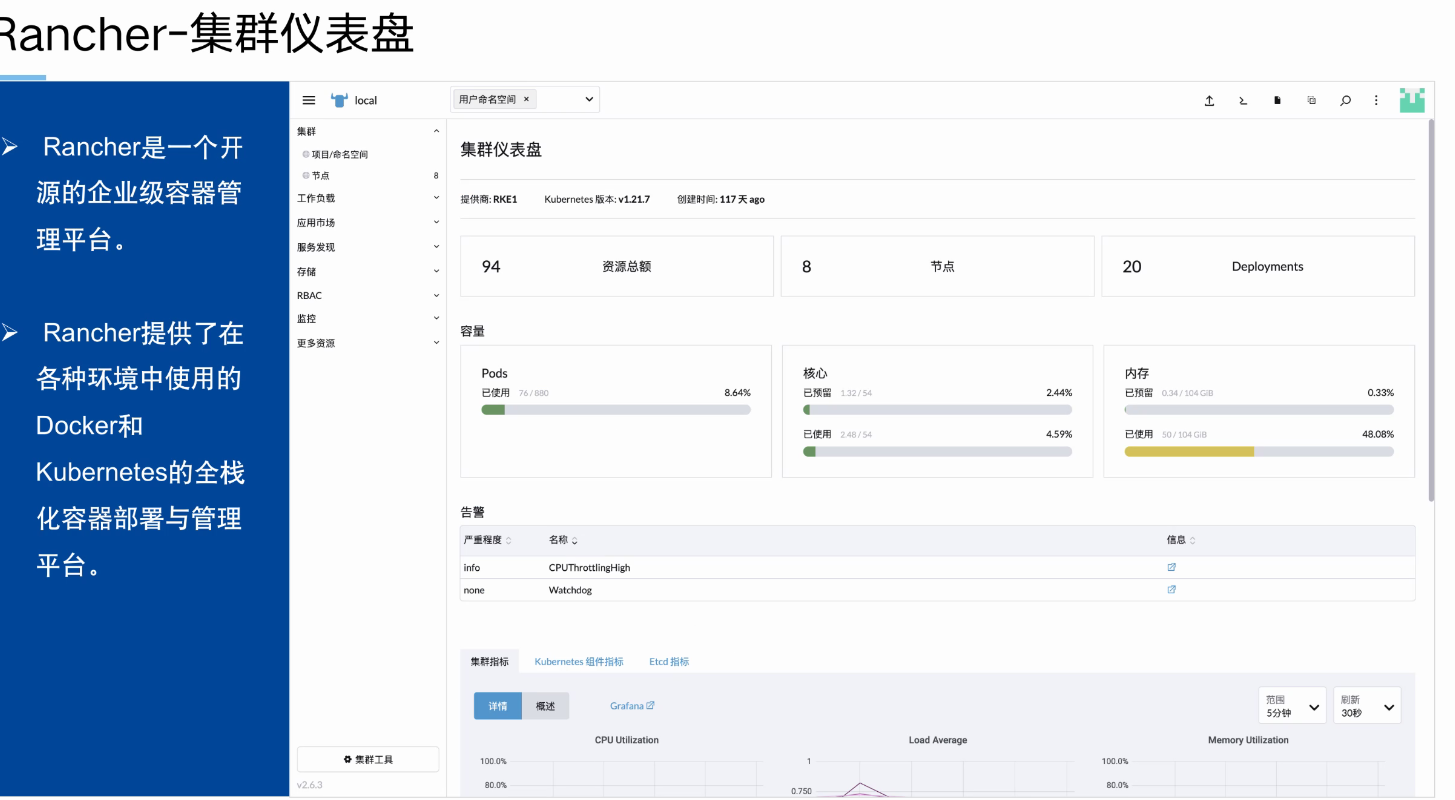 Rancher-集群仪表盘
Rancher是一个开
源的企业级容器管
理平台。
Rancher提供了在
各种环境中使用的
Docker和
Kubernetes的全栈
化容器部署与管理
平台。
local
用户命名空间 ×
集群
项目/命名空间
节点 8
工作负载
应用市场
服务发现
存储
RBAC
监控
更多资源
集群工具
v2.6.3
集群仪表盘
提供商: RKE1 Kubernetes 版本: v1.21.7 创建时间: 117 天 ago
94 资源总额 8 节点 20 Deployments
容量
Pods
已使用 76 / 880 8.64%
核心
已预留 1.32 / 54 2.44%
已使用 2.48 / 54 4.59%
内存
已预留 0.34 / 104 GiB 0.33%
已使用 50 / 104 GiB 48.08%
告警
严重程度 名称 信息
info CPUThrottlingHigh
none Watchdog
集群指标 Kubernetes 组件指标 Etcd 指标
详情 概述 Grafana
范围
5分钟
刷新
30秒
CPU Utilization Load Average Memory Utilization
100.0% 1 100.0%
80.0% 0.750 80.0%